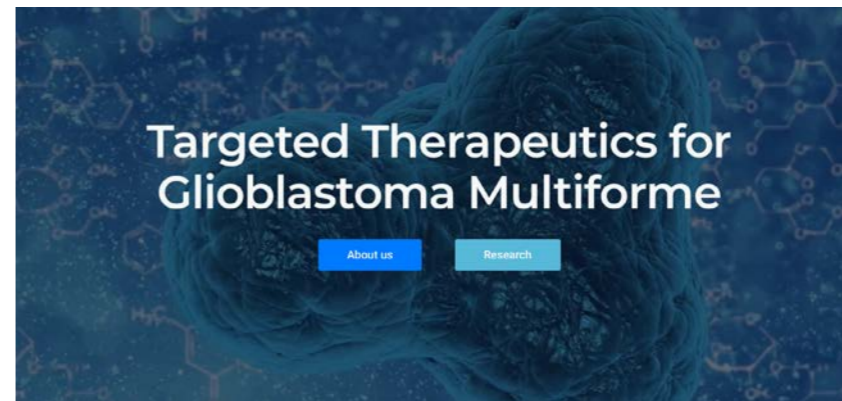 Targeted Therapeutics for
Glioblastoma Multiforme
About us
Research